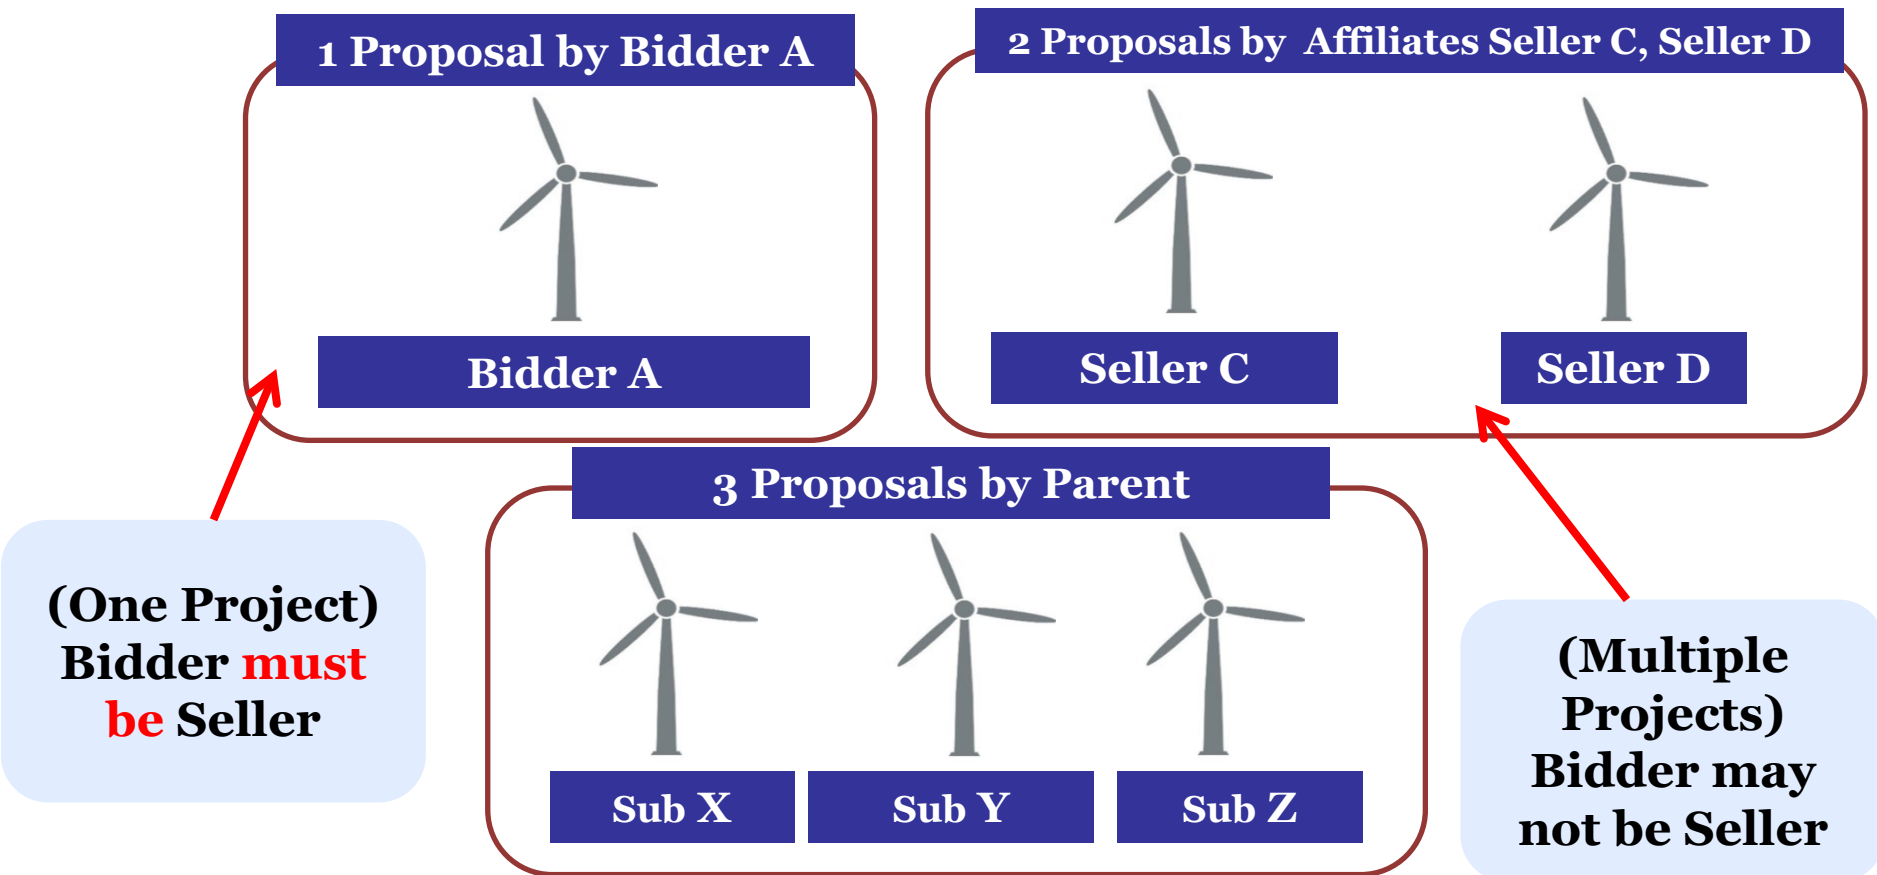 1 Proposal by Bidder A
2 Proposals by Affiliates Seller C, Seller D
Bidder A
Seller C
Seller D
3 Proposals by Parent
(One Project)
Bidder must
be Seller
(Multiple
Projects)
Bidder may
not be Seller
Sub X
Sub Y
Sub Z